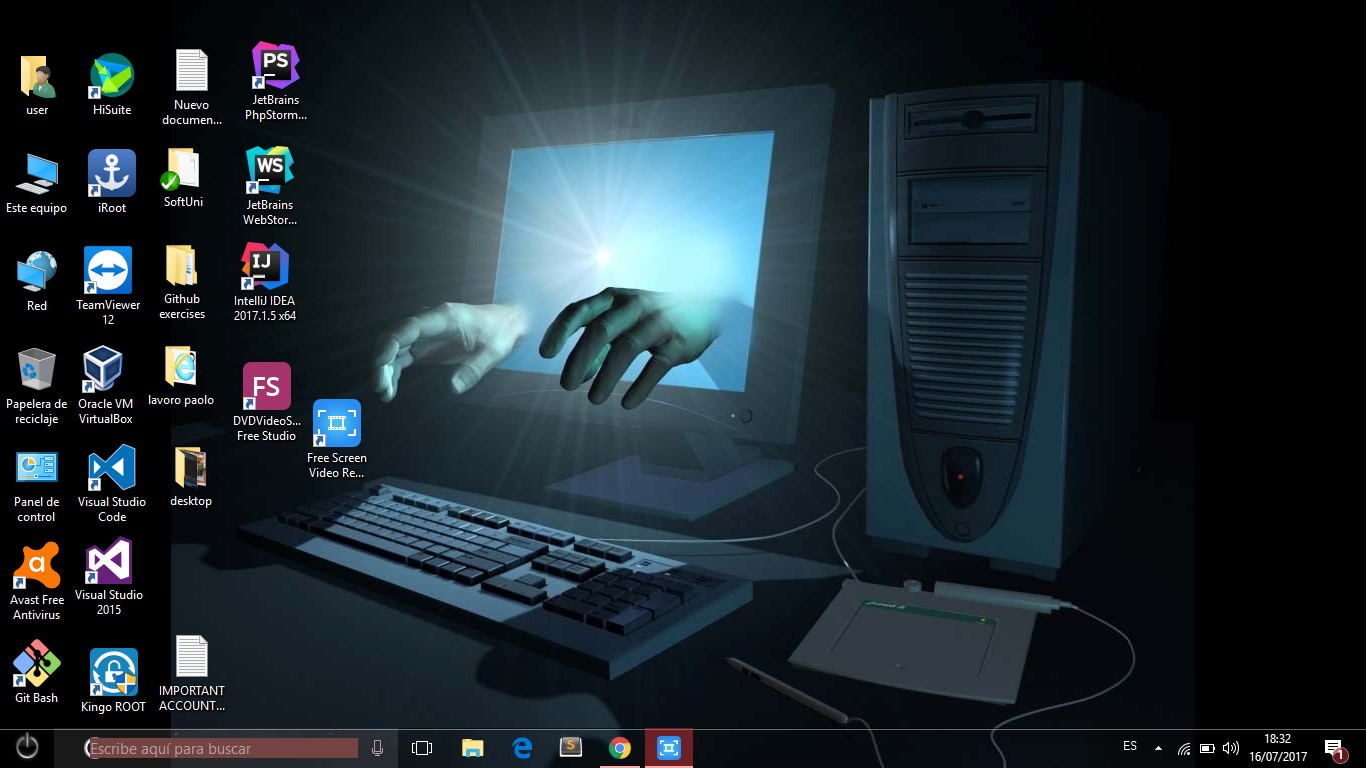 user
HiSuite
Nuevo
documen...
PS
JetBrains
PhpStorm...
Este equipo
iRoot
SoftUni
WS
JetBrains
WebStor...
Red
TeamViewer
12
Github
exercises
IJ
IntelliJ IDEA
2017.1.5 x64
Papelera de
reciclaje
Oracle VM
VirtualBox
lavoro paolo
FS
DVDVideoS...
Free Studio
Free Screen
Video Re...
Panel de
control
Visual Studio
Code
desktop
Avast Free
Antivirus
Visual Studio
2015
Git Bash
Kingo ROOT
IMPORTANT
ACCOUNT...
Escribe aquí para buscar
ES
18:32
16/07/2017
1